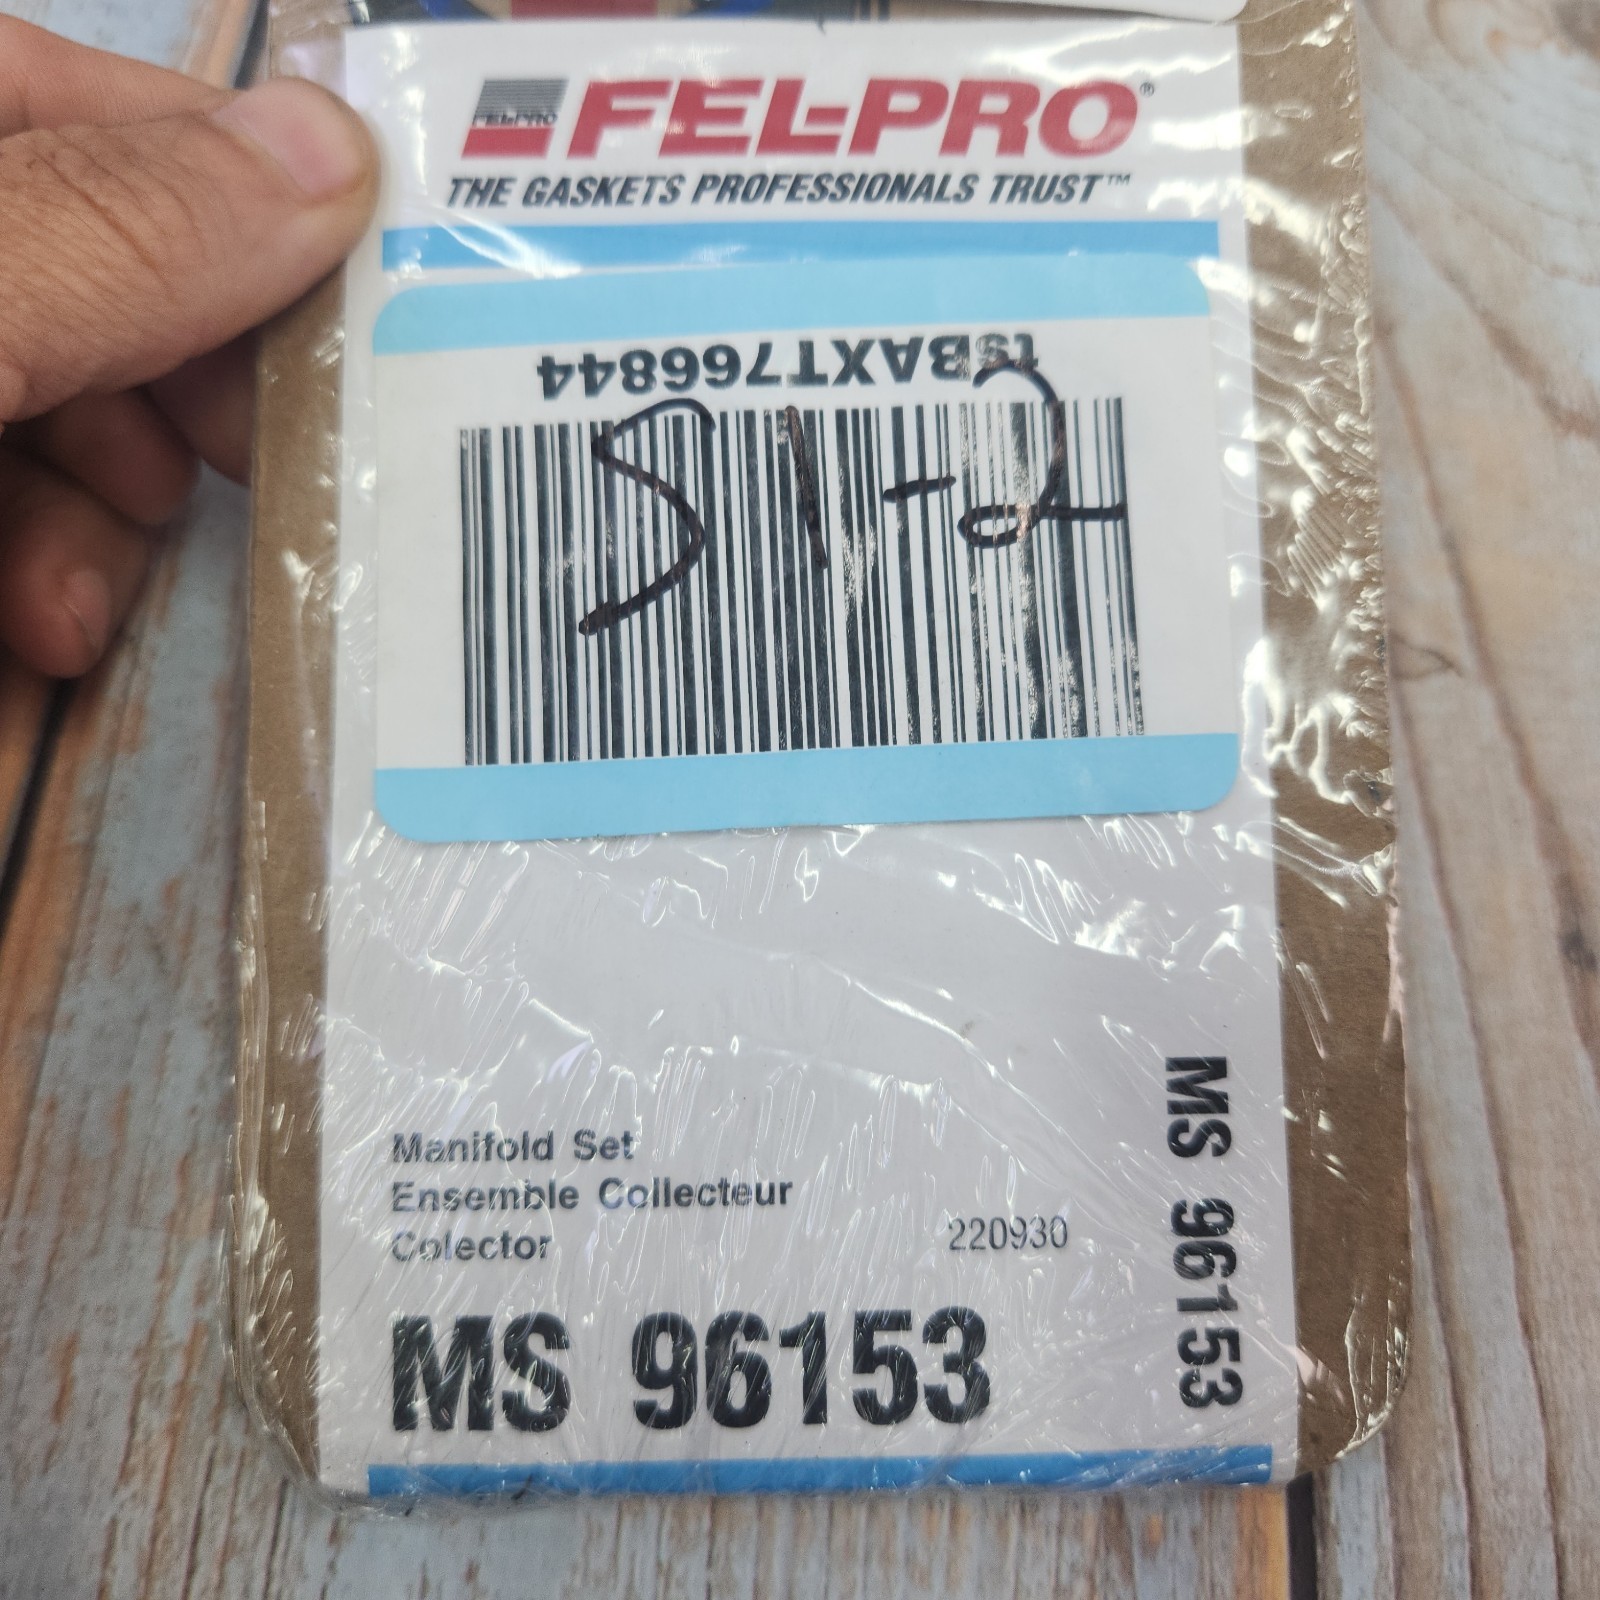 FEL-PRO
FEL-PRO®
THE GASKETS PROFESSIONALS TRUST™
tsBAXT766844
S1-2
Manifold Set
Ensemble Collecteur
Colector
220930
MS 96153
MS 96153